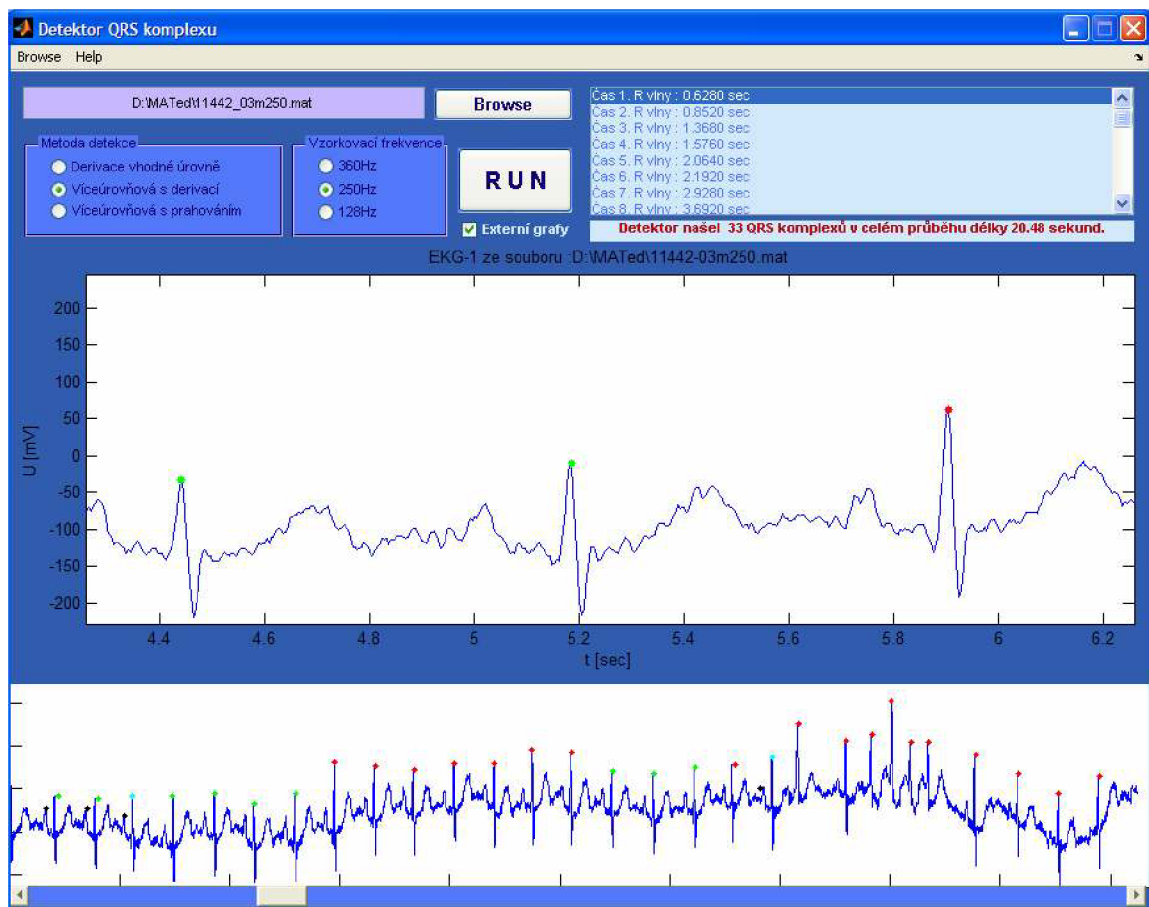 Detektor QRS komplexu
Browse Help
D:\MATed\11442_03m250.mat
Browse
Metoda detekce
Derivace vhodné úrovně
Víceúrovňová s derivací
Víceúrovňová s prahováním
Vzorkovací frekvence
360Hz
250Hz
128Hz
RUN
Externí grafy
Čas 1. R vlny : 0.6280 sec
Čas 2. R vlny : 0.8520 sec
Čas 3. R vlny : 1.3680 sec
Čas 4. R vlny : 1.5760 sec
Čas 5. R vlny : 2.0640 sec
Čas 6. R vlny : 2.1920 sec
Čas 7. R vlny : 2.9280 sec
Čas 8. R vlny : 3.6920 sec
Detektor našel 33 QRS komplexů v celém průběhu délky 20.48 sekund.
EKG-1 ze souboru :D:\MATed\11442-03m250.mat
U [mV]
200
150
100
50
0
-50
-100
-150
-200
4.4 4.6 4.8 5 5.2 5.4 5.6 5.8 6 6.2
t [sec]